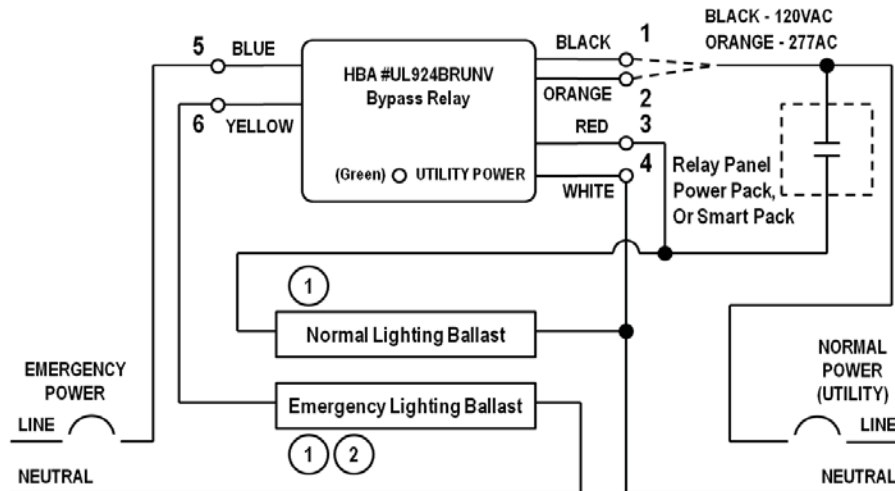 BLACK - 120VAC
ORANGE - 277AC
5
BLUE
6
YELLOW
HBA #UL924BRUNV
Bypass Relay
(Green)
UTILITY POWER
BLACK
1
ORANGE
2
RED
3
4
WHITE
Relay Panel
Power Pack,
Or Smart Pack
1
Normal Lighting Ballast
Emergency Lighting Ballast
1
2
EMERGENCY
POWER
LINE
NEUTRAL
NORMAL
POWER
(UTILITY)
LINE
NEUTRAL